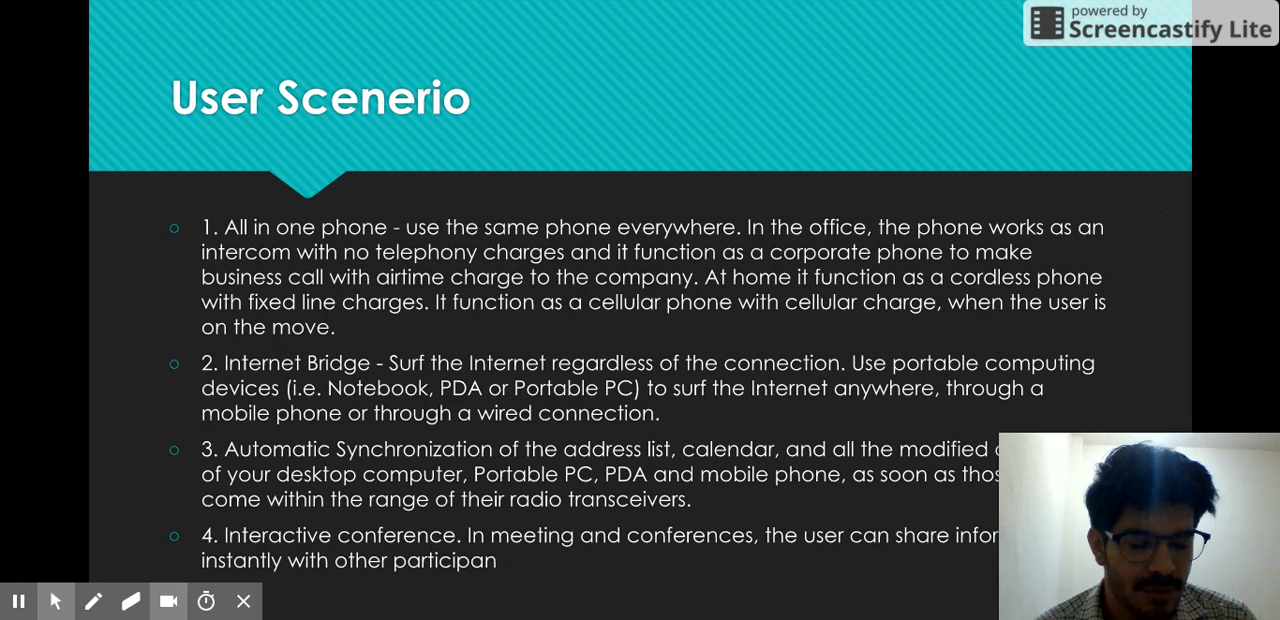 powered by
Screencastify Lite
User Scenerio
1. All in one phone - use the same phone everywhere. In the office, the phone works as an
intercom with no telephony charges and it function as a corporate phone to make
business call with airtime charge to the company. At home it function as a cordless phone
with fixed line charges. It function as a cellular phone with cellular charge, when the user is
on the move.
2. Internet Bridge - Surf the Internet regardless of the connection. Use portable computing
devices (i.e. Notebook, PDA or Portable PC) to surf the Internet anywhere, through a
mobile phone or through a wired connection.
3. Automatic Synchronization of the address list, calendar, and all the modified
of your desktop computer, Portable PC, PDA and mobile phone, as soon as
come within the range of their radio transceivers.
4. Interactive conference. In meeting and conferences, the user can share
instantly with other participan